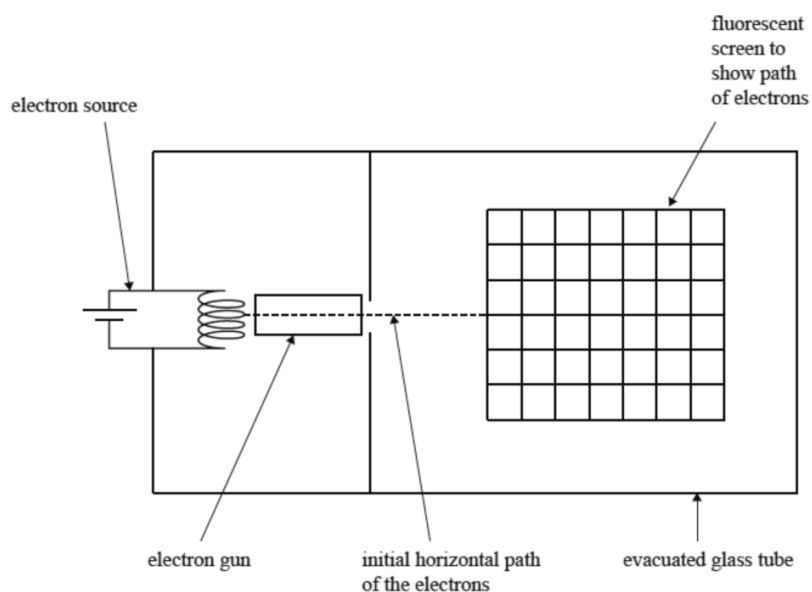 fluorescent
screen to
show path
of electrons
electron source
electron gun
initial horizontal path
of the electrons
evacuated glass tube